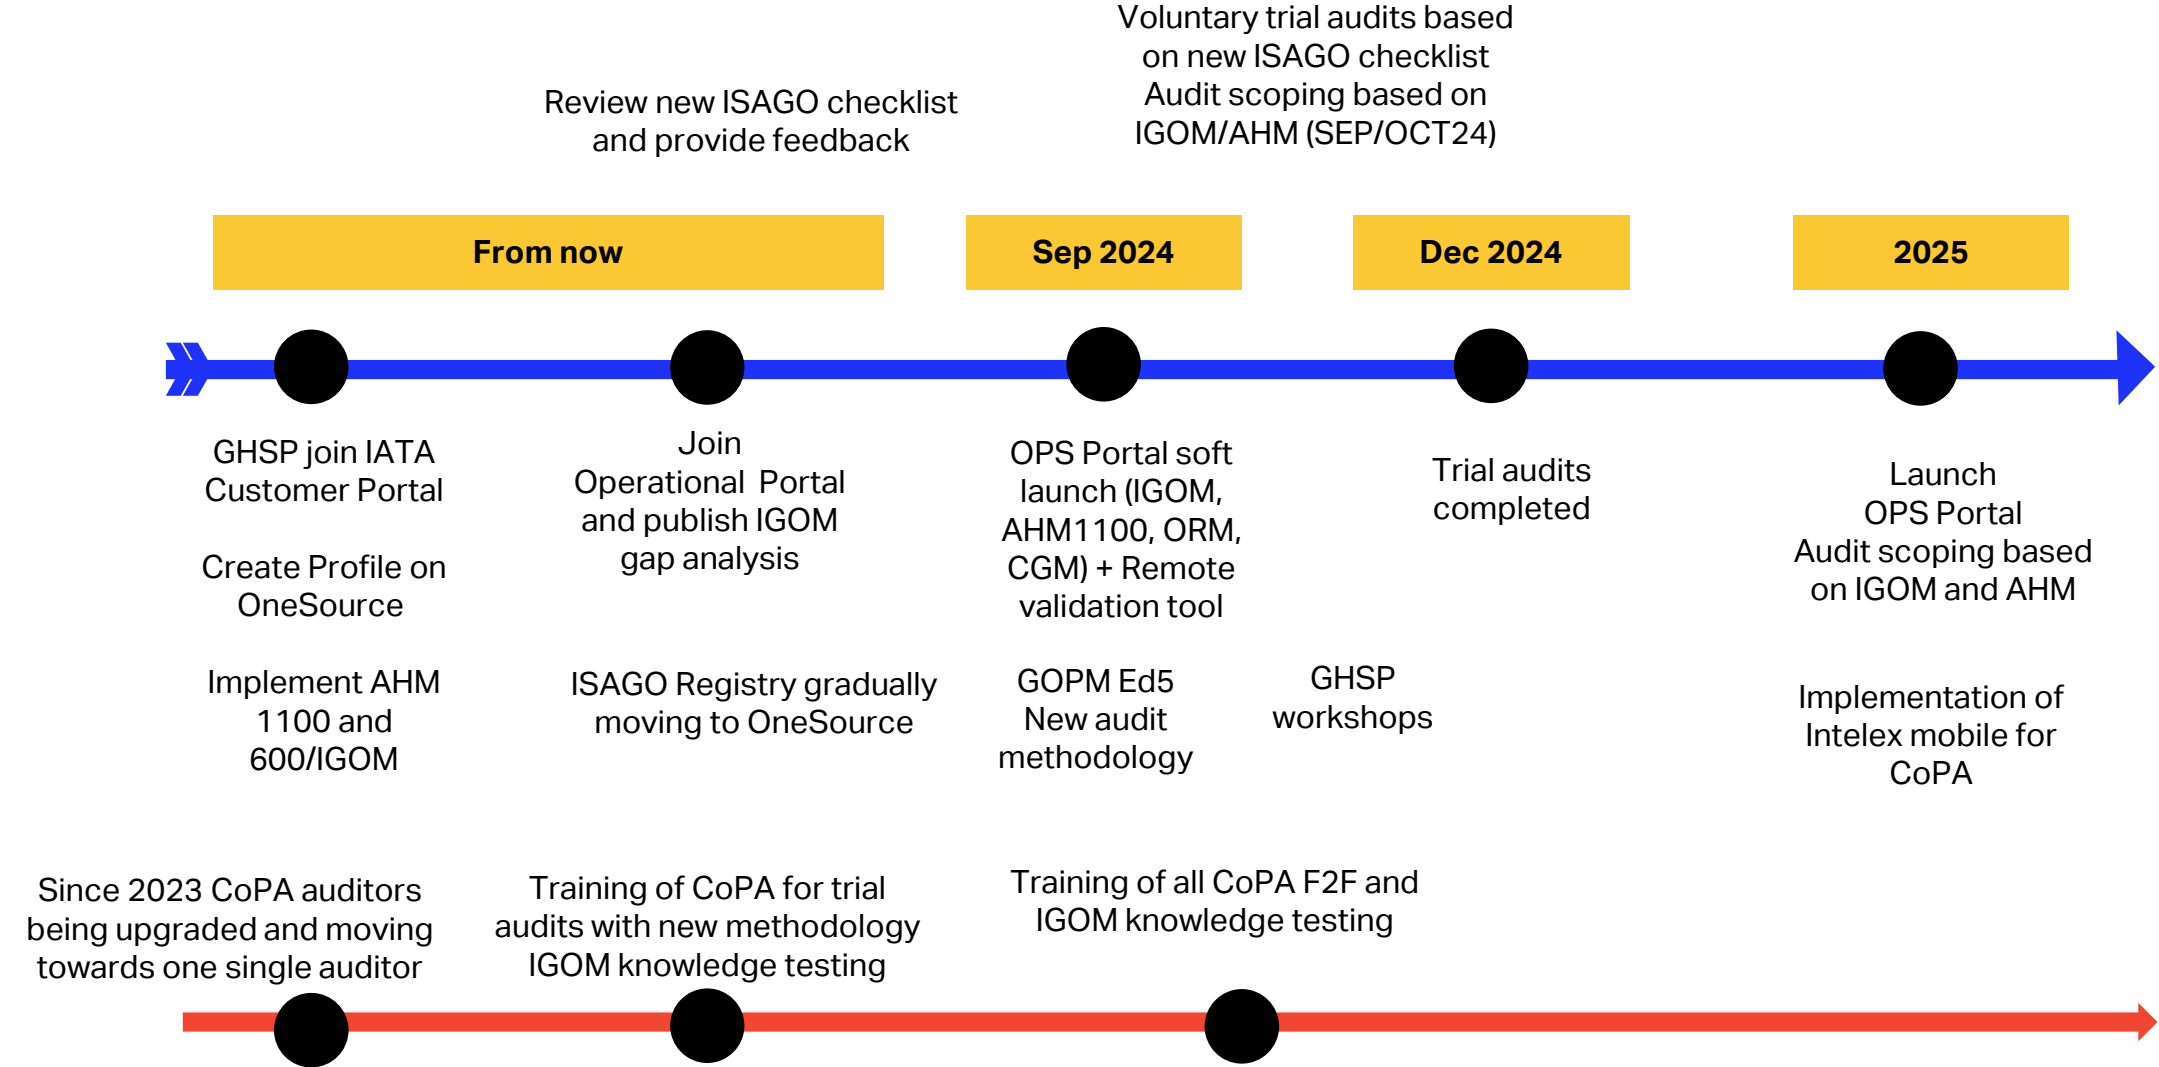 Voluntary trial audits based
on new ISAGO checklist
Audit scoping based on
IGOM/AHM (SEP/OCT24)
Review new ISAGO checklist
and provide feedback
From now
Sep 2024
Dec 2024
2025
GHSP join IATA
Customer Portal
Create Profile on
OneSource
Implement AHM
1100 and
600/IGOM
Join
Operational Portal
and publish IGOM
gap analysis
ISAGO Registry gradually
moving to OneSource
OPS Portal soft
launch (IGOM,
AHM1100, ORM,
CGM) + Remote
validation tool
GOPM Ed5
New audit
methodology
GHSP
workshops
Trial audits
completed
Launch
OPS Portal
Audit scoping based
on IGOM and AHM
Implementation of
Intelex mobile for
CoPA
Since 2023 CoPA auditors
being upgraded and moving
towards one single auditor
Training of CoPA for trial
audits with new methodology
IGOM knowledge testing
Training of all CoPA F2F and
IGOM knowledge testing